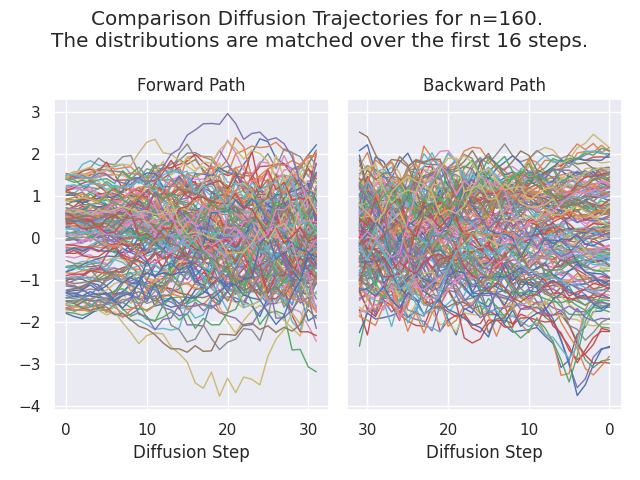 Comparison Diffusion Trajectories for n=160.
The distributions are matched over the first 16 steps.
Forward Path
Backward Path
3
2
1
0
−1
−2
−3
−4
0 10 20 30
30 20 10 0
Diffusion Step
Diffusion Step